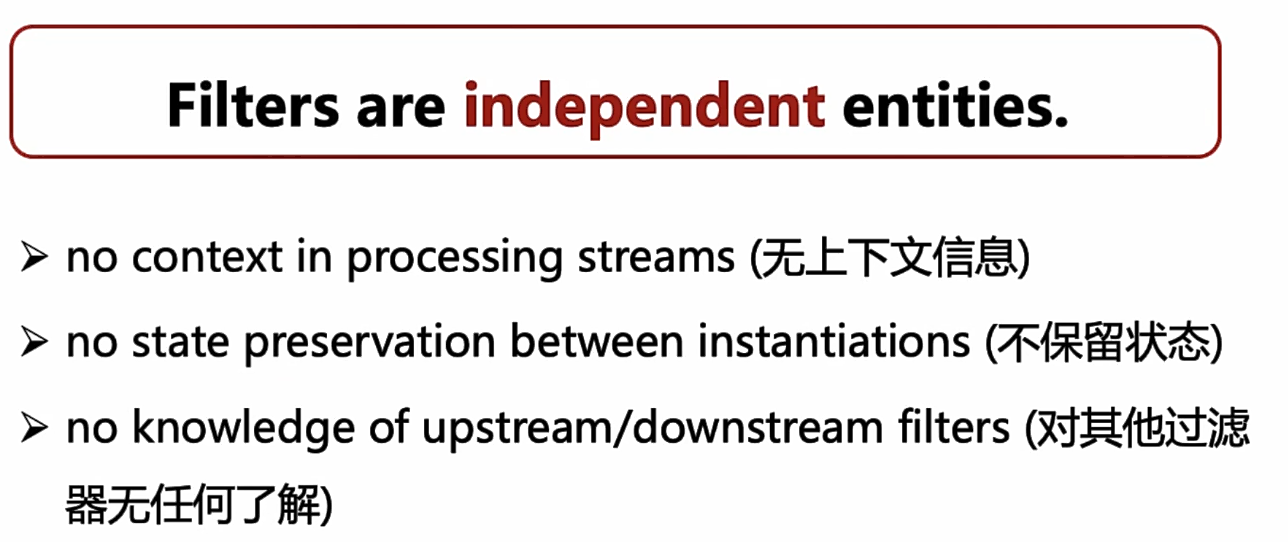 Filters are independent entities.
➢ no context in processing streams (无上下文信息)
➢ no state preservation between instantiations (不保留状态)
➢ no knowledge of upstream/downstream filters (对其他过滤
器无任何了解)